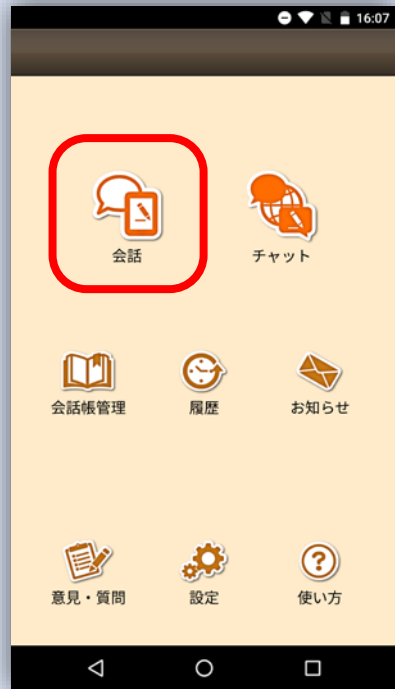 16:07
会話
チャット
会話帳管理
履歴
お知らせ
意見・質問
設定
使い方